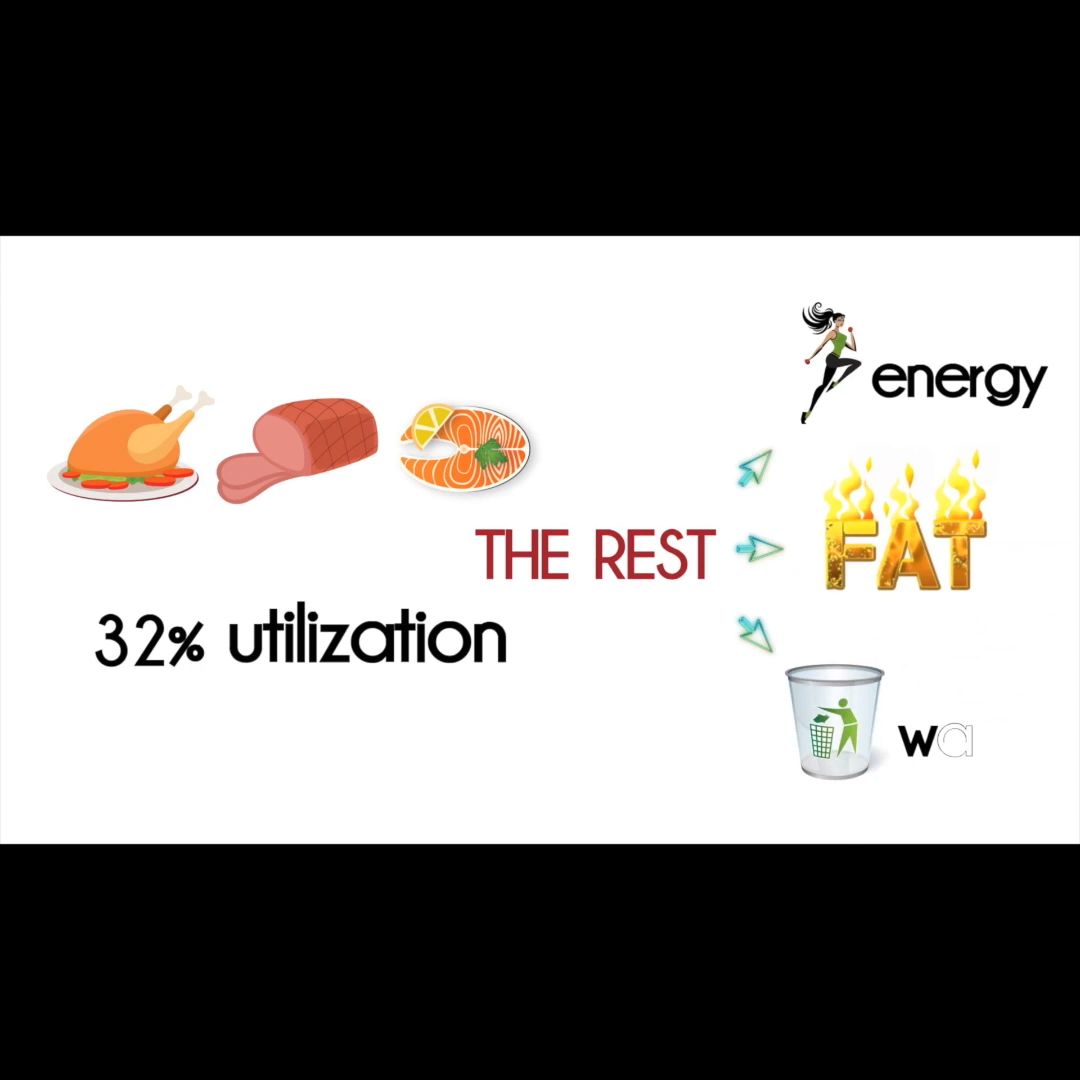 energy
FAT
THE REST
32% utilization
wa